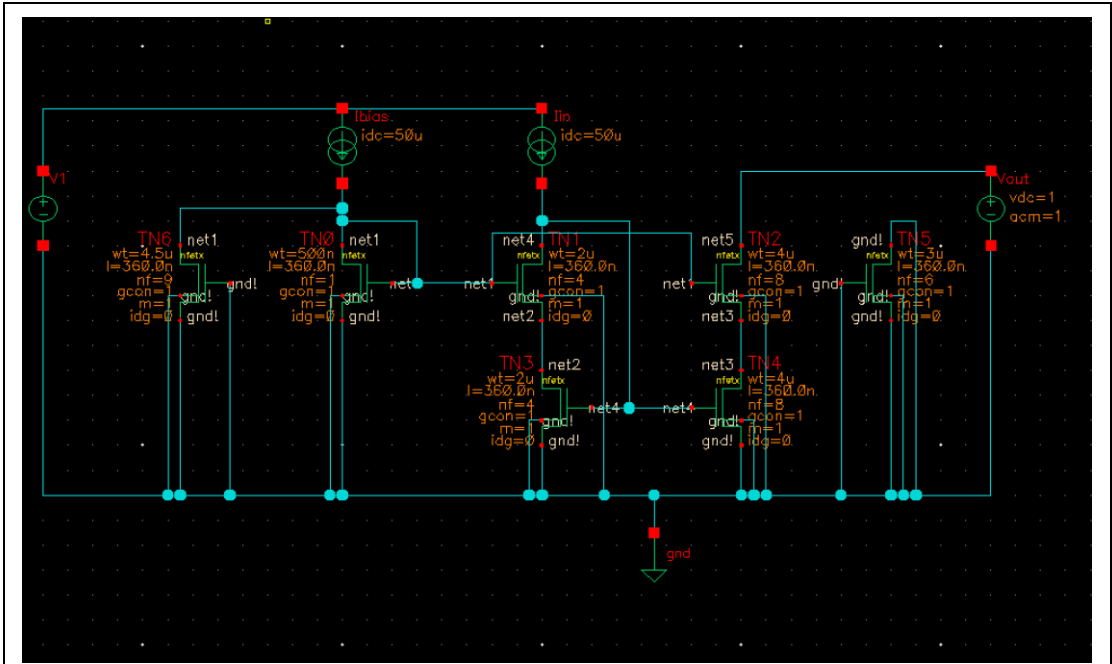 Ibias
idc=50u
Iin
idc=50u
V1
Vout
vdc=1
acm=1
TN6
net1
wt=4.5u
nfetx
l=360.0n
nf=9
gcon=1
m=1
idg=0
gnd!
gnd!
gnd!
TN0
net1
wt=500n
nfetx
l=360.0n
nf=1
gcon=1
m=1
idg=0
gnd!
gnd!
net4
TN1
wt=2u
nfetx
l=360.0n
nf=4
gcon=1
m=1
idg=0
gnd!
net2
net5
TN2
wt=4u
nfetx
l=360.0n
nf=8
gcon=1
m=1
idg=0
net1
gnd!
net3
gnd!
TN5
wt=3u
nfetx
l=360.0n
nf=6
gcon=1
m=1
idg=0
gnd!
gnd!
TN3
net2
wt=2u
nfetx
l=360.0n
nf=4
gcon=1
m=
idg=0
net4
gnd!
gnd!
net3
TN4
wt=4u
nfetx
l=360.0n
nf=8
gcon=1
m=1
idg=0
net4
gnd!
gnd!
gnd